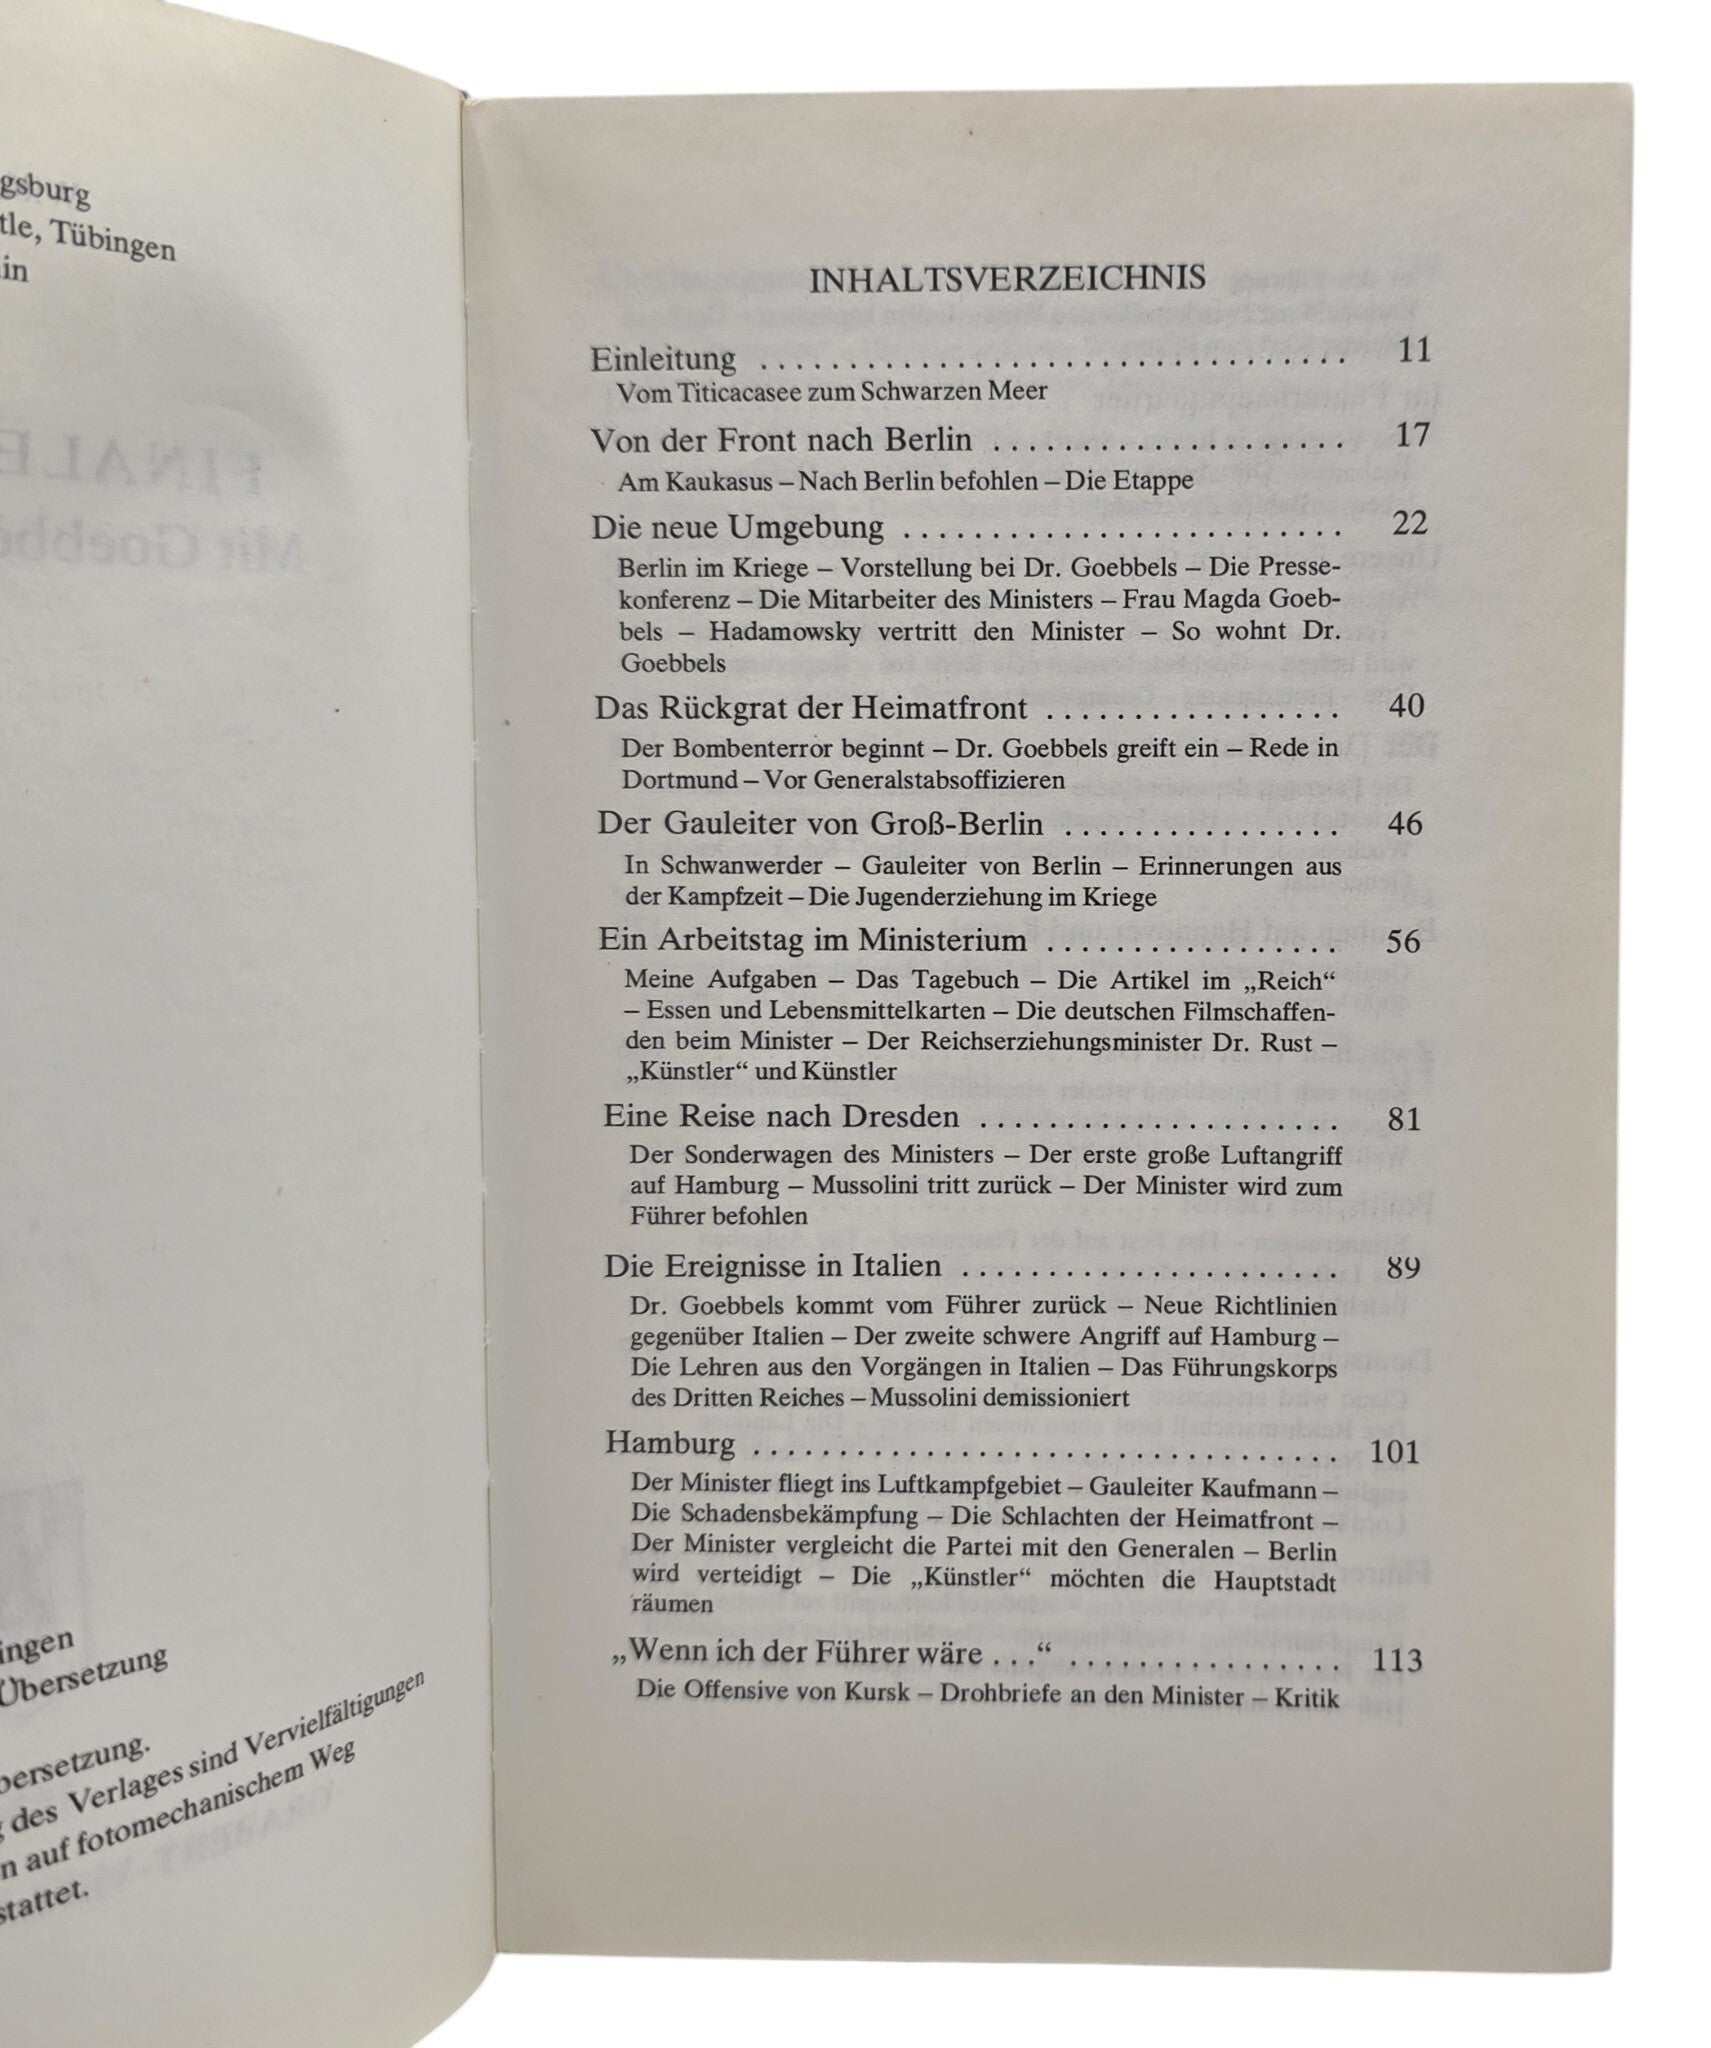 gsburg
tle, Tübingen
in
ingen
Übersetzung
bersetzung.
g des Verlages sind Vervielfältigungen
n auf fotomechanischem Weg
stattet.
INHALTSVERZEICHNIS
Einleitung . . . . . . . . . . . . . . . . . . . . . . . . . . . . . . . . . 11
Vom Titicacasee zum Schwarzen Meer
Von der Front nach Berlin . . . . . . . . . . . . . . . . . . . . 17
Am Kaukasus – Nach Berlin befohlen – Die Etappe
Die neue Umgebung . . . . . . . . . . . . . . . . . . . . . . . . . 22
Berlin im Kriege – Vorstellung bei Dr. Goebbels – Die Presse-
konferenz – Die Mitarbeiter des Ministers – Frau Magda Goeb-
bels – Hadamowsky vertritt den Minister – So wohnt Dr.
Goebbels
Das Rückgrat der Heimatfront . . . . . . . . . . . . . . . . . 40
Der Bombenterror beginnt – Dr. Goebbels greift ein – Rede in
Dortmund – Vor Generalstabsoffizieren
Der Gauleiter von Groß-Berlin . . . . . . . . . . . . . . . . 46
In Schwanwerder – Gauleiter von Berlin – Erinnerungen aus
der Kampfzeit – Die Jugenderziehung im Kriege
Ein Arbeitstag im Ministerium . . . . . . . . . . . . . . . . . 56
Meine Aufgaben – Das Tagebuch – Die Artikel im „Reich“
– Essen und Lebensmittelkarten – Die deutschen Filmschaffen-
den beim Minister – Der Reichserziehungsminister Dr. Rust –
„Künstler“ und Künstler
Eine Reise nach Dresden . . . . . . . . . . . . . . . . . . . . . 81
Der Sonderwagen des Ministers – Der erste große Luftangriff
auf Hamburg – Mussolini tritt zurück – Der Minister wird zum
Führer befohlen
Die Ereignisse in Italien . . . . . . . . . . . . . . . . . . . . . . 89
Dr. Goebbels kommt vom Führer zurück – Neue Richtlinien
gegenüber Italien – Der zweite schwere Angriff auf Hamburg –
Die Lehren aus den Vorgängen in Italien – Das Führungskorps
des Dritten Reiches – Mussolini demissioniert
Hamburg . . . . . . . . . . . . . . . . . . . . . . . . . . . . . . . . . . 101
Der Minister fliegt ins Luftkampfgebiet – Gauleiter Kaufmann –
Die Schadensbekämpfung – Die Schlachten der Heimatfront –
Der Minister vergleicht die Partei mit den Generalen – Berlin
wird verteidigt – Die „Künstler“ möchten die Hauptstadt
räumen
„Wenn ich der Führer wäre . . .“ . . . . . . . . . . . . . . . . 113
Die Offensive von Kursk – Drohbriefe an den Minister – Kritik